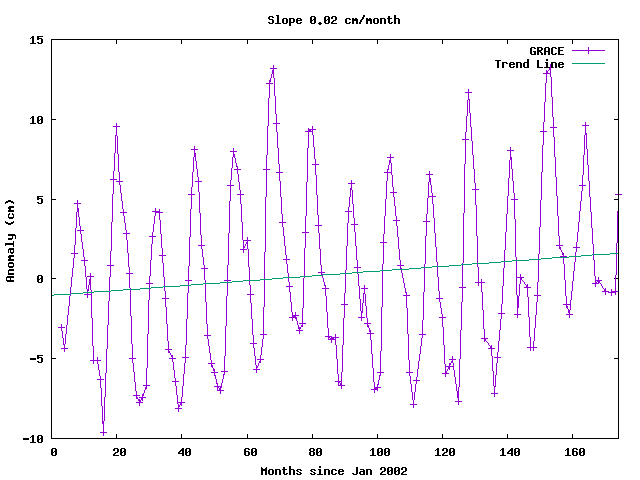 Slope 0.02 cm/month
GRACE
Trend Line
15
10
5
0
-5
-10
Anomaly (cm)
0 20 40 60 80 100 120 140 160
Months since Jan 2002